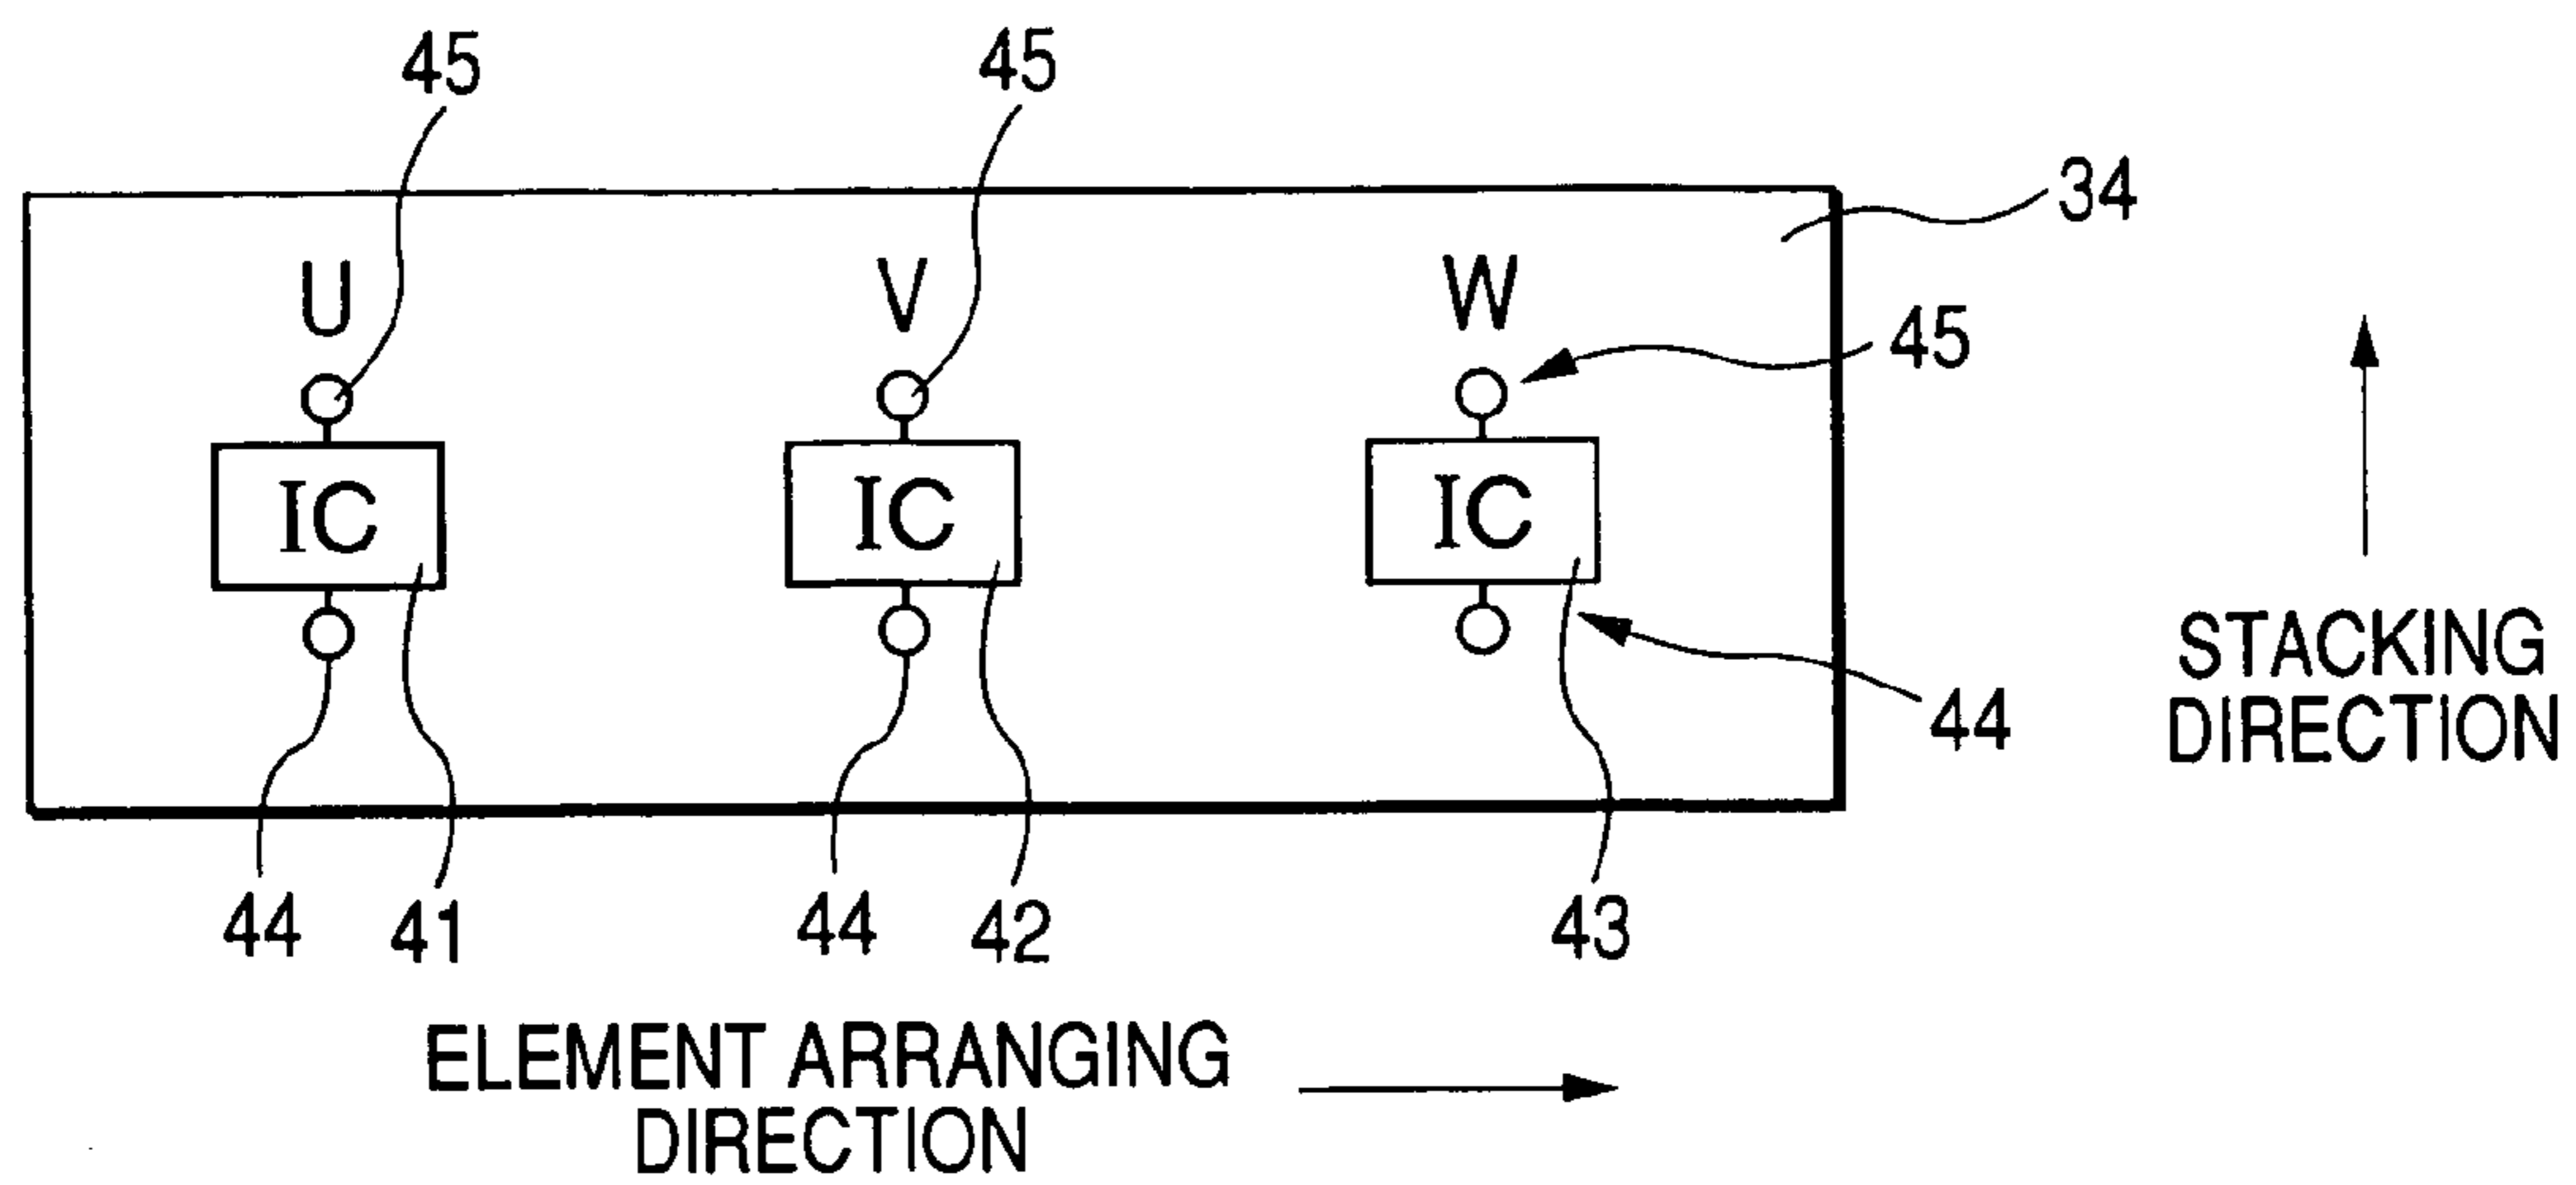 45 45
34
U V W
45
IC IC IC
44
STACKING
DIRECTION
44 41 44 42 43
ELEMENT ARRANGING
DIRECTION